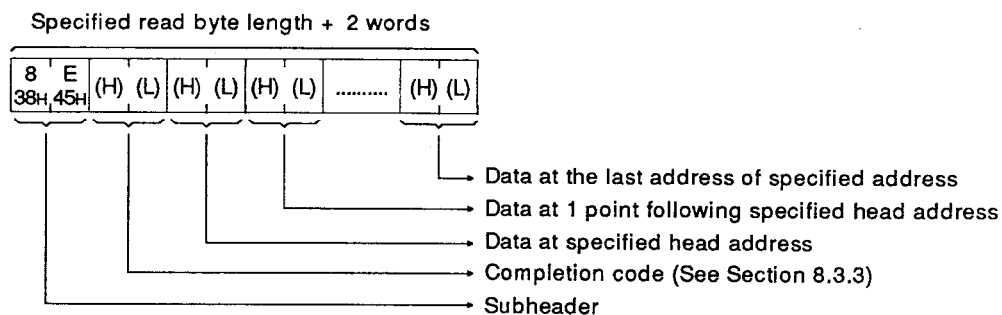 Specified read byte length + 2 words
8 E (H) (L) (H) (L) (H) (L) .......... (H) (L)
38H 45H
Data at the last address of specified address
Data at 1 point following specified head address
Data at specified head address
Completion code (See Section 8.3.3)
Subheader